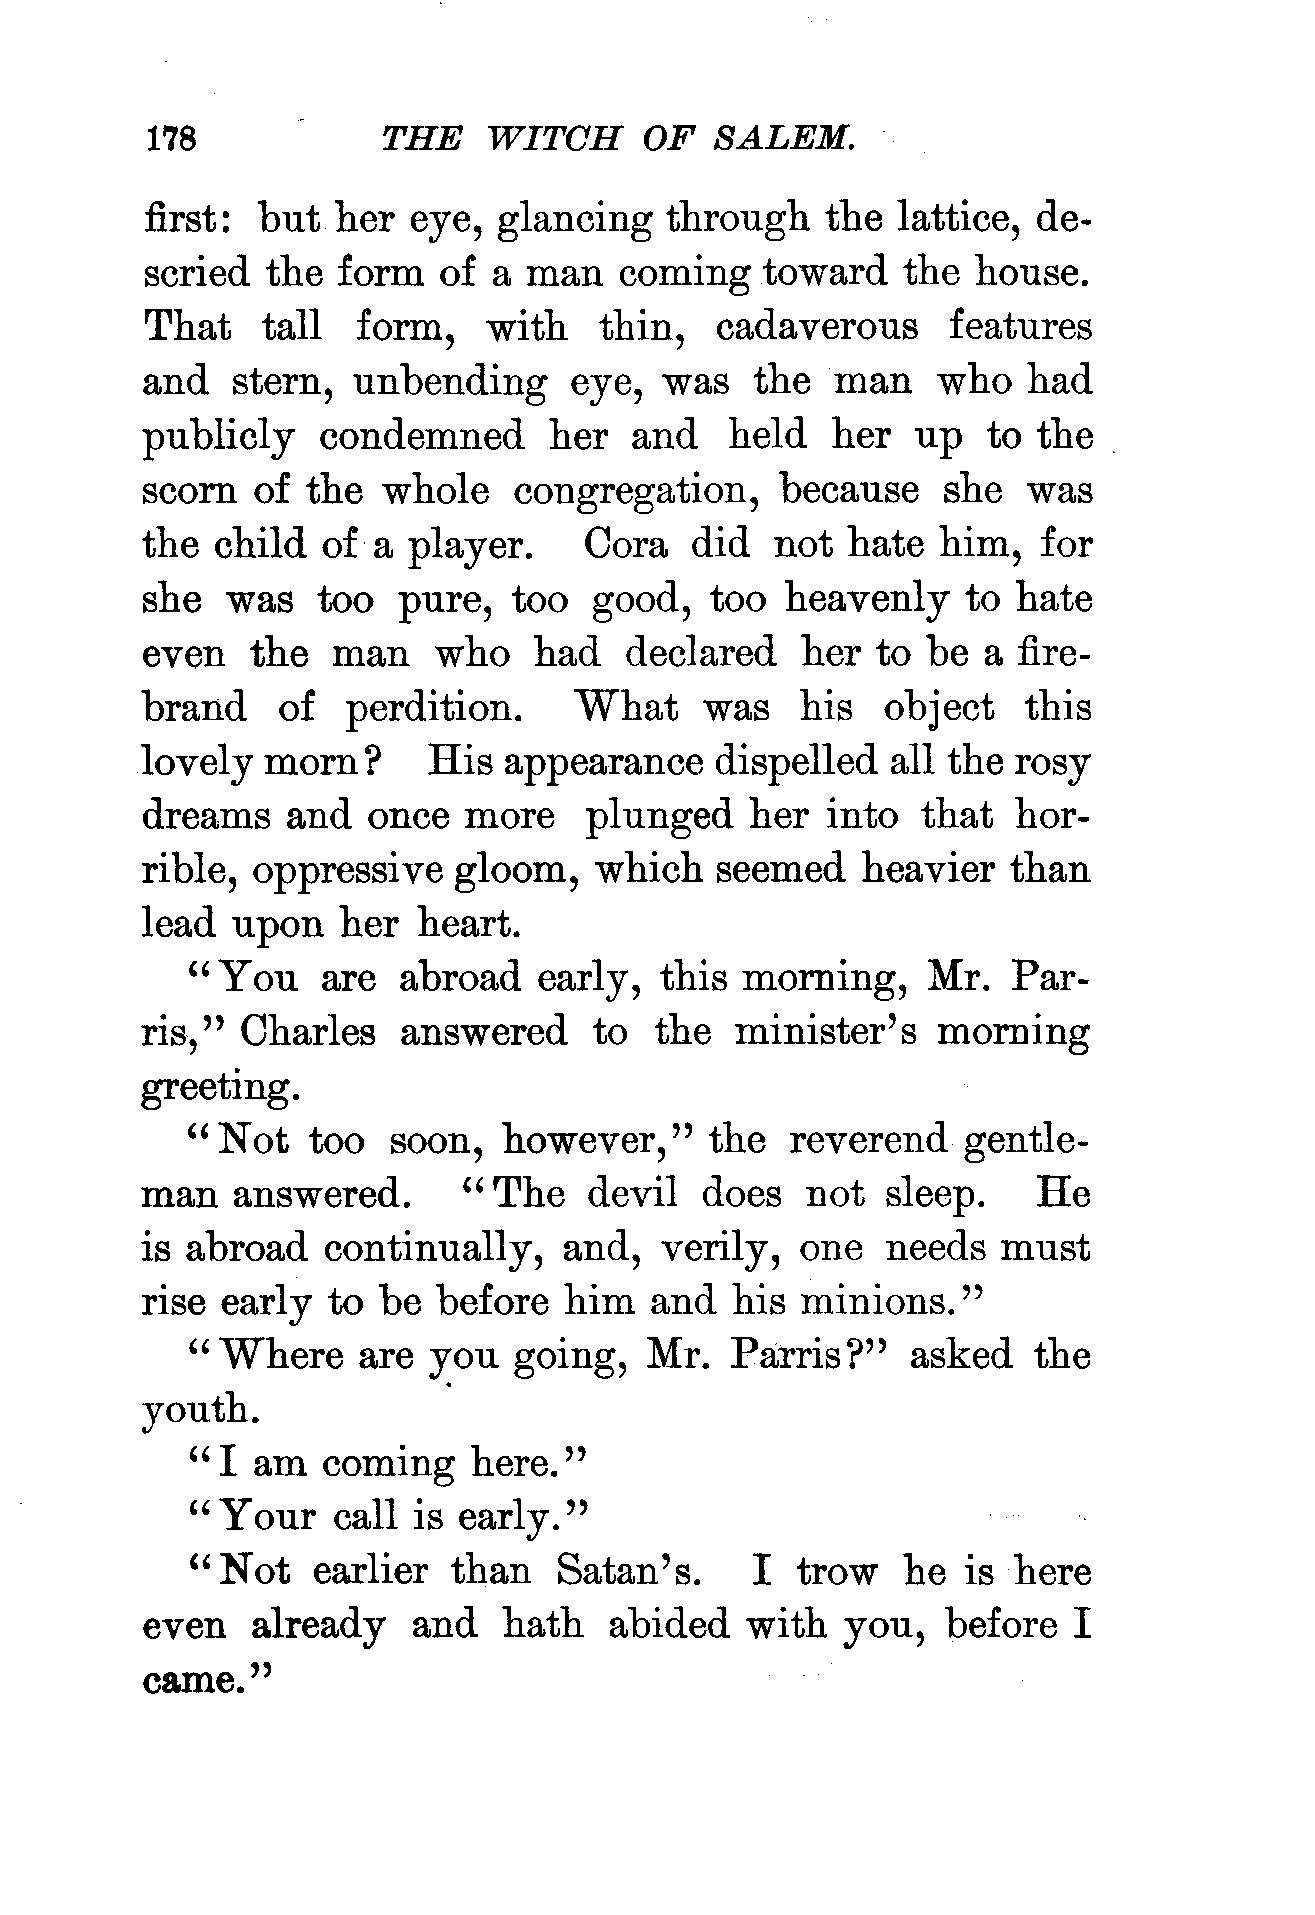 178 THE WITCH OF SALEM.
first: but her eye, glancing through the lattice, de-
scried the form of a man coming toward the house.
That tall form, with thin, cadaverous features
and stern, unbending eye, was the man who had
publicly condemned her and held her up to the
scorn of the whole congregation, because she was
the child of a player. Cora did not hate him, for
she was too pure, too good, too heavenly to hate
even the man who had declared her to be a fire-
brand of perdition. What was his object this
lovely morn? His appearance dispelled all the rosy
dreams and once more plunged her into that hor-
rible, oppressive gloom, which seemed heavier than
lead upon her heart.
"You are abroad early, this morning, Mr. Par-
ris," Charles answered to the minister's morning
greeting.
"Not too soon, however," the reverend gentle-
man answered. "The devil does not sleep. He
is abroad continually, and, verily, one needs must
rise early to be before him and his minions."
"Where are you going, Mr. Parris?" asked the
youth.
"I am coming here."
"Your call is early."
"Not earlier than Satan's. I trow he is here
even already and hath abided with you, before I
came."